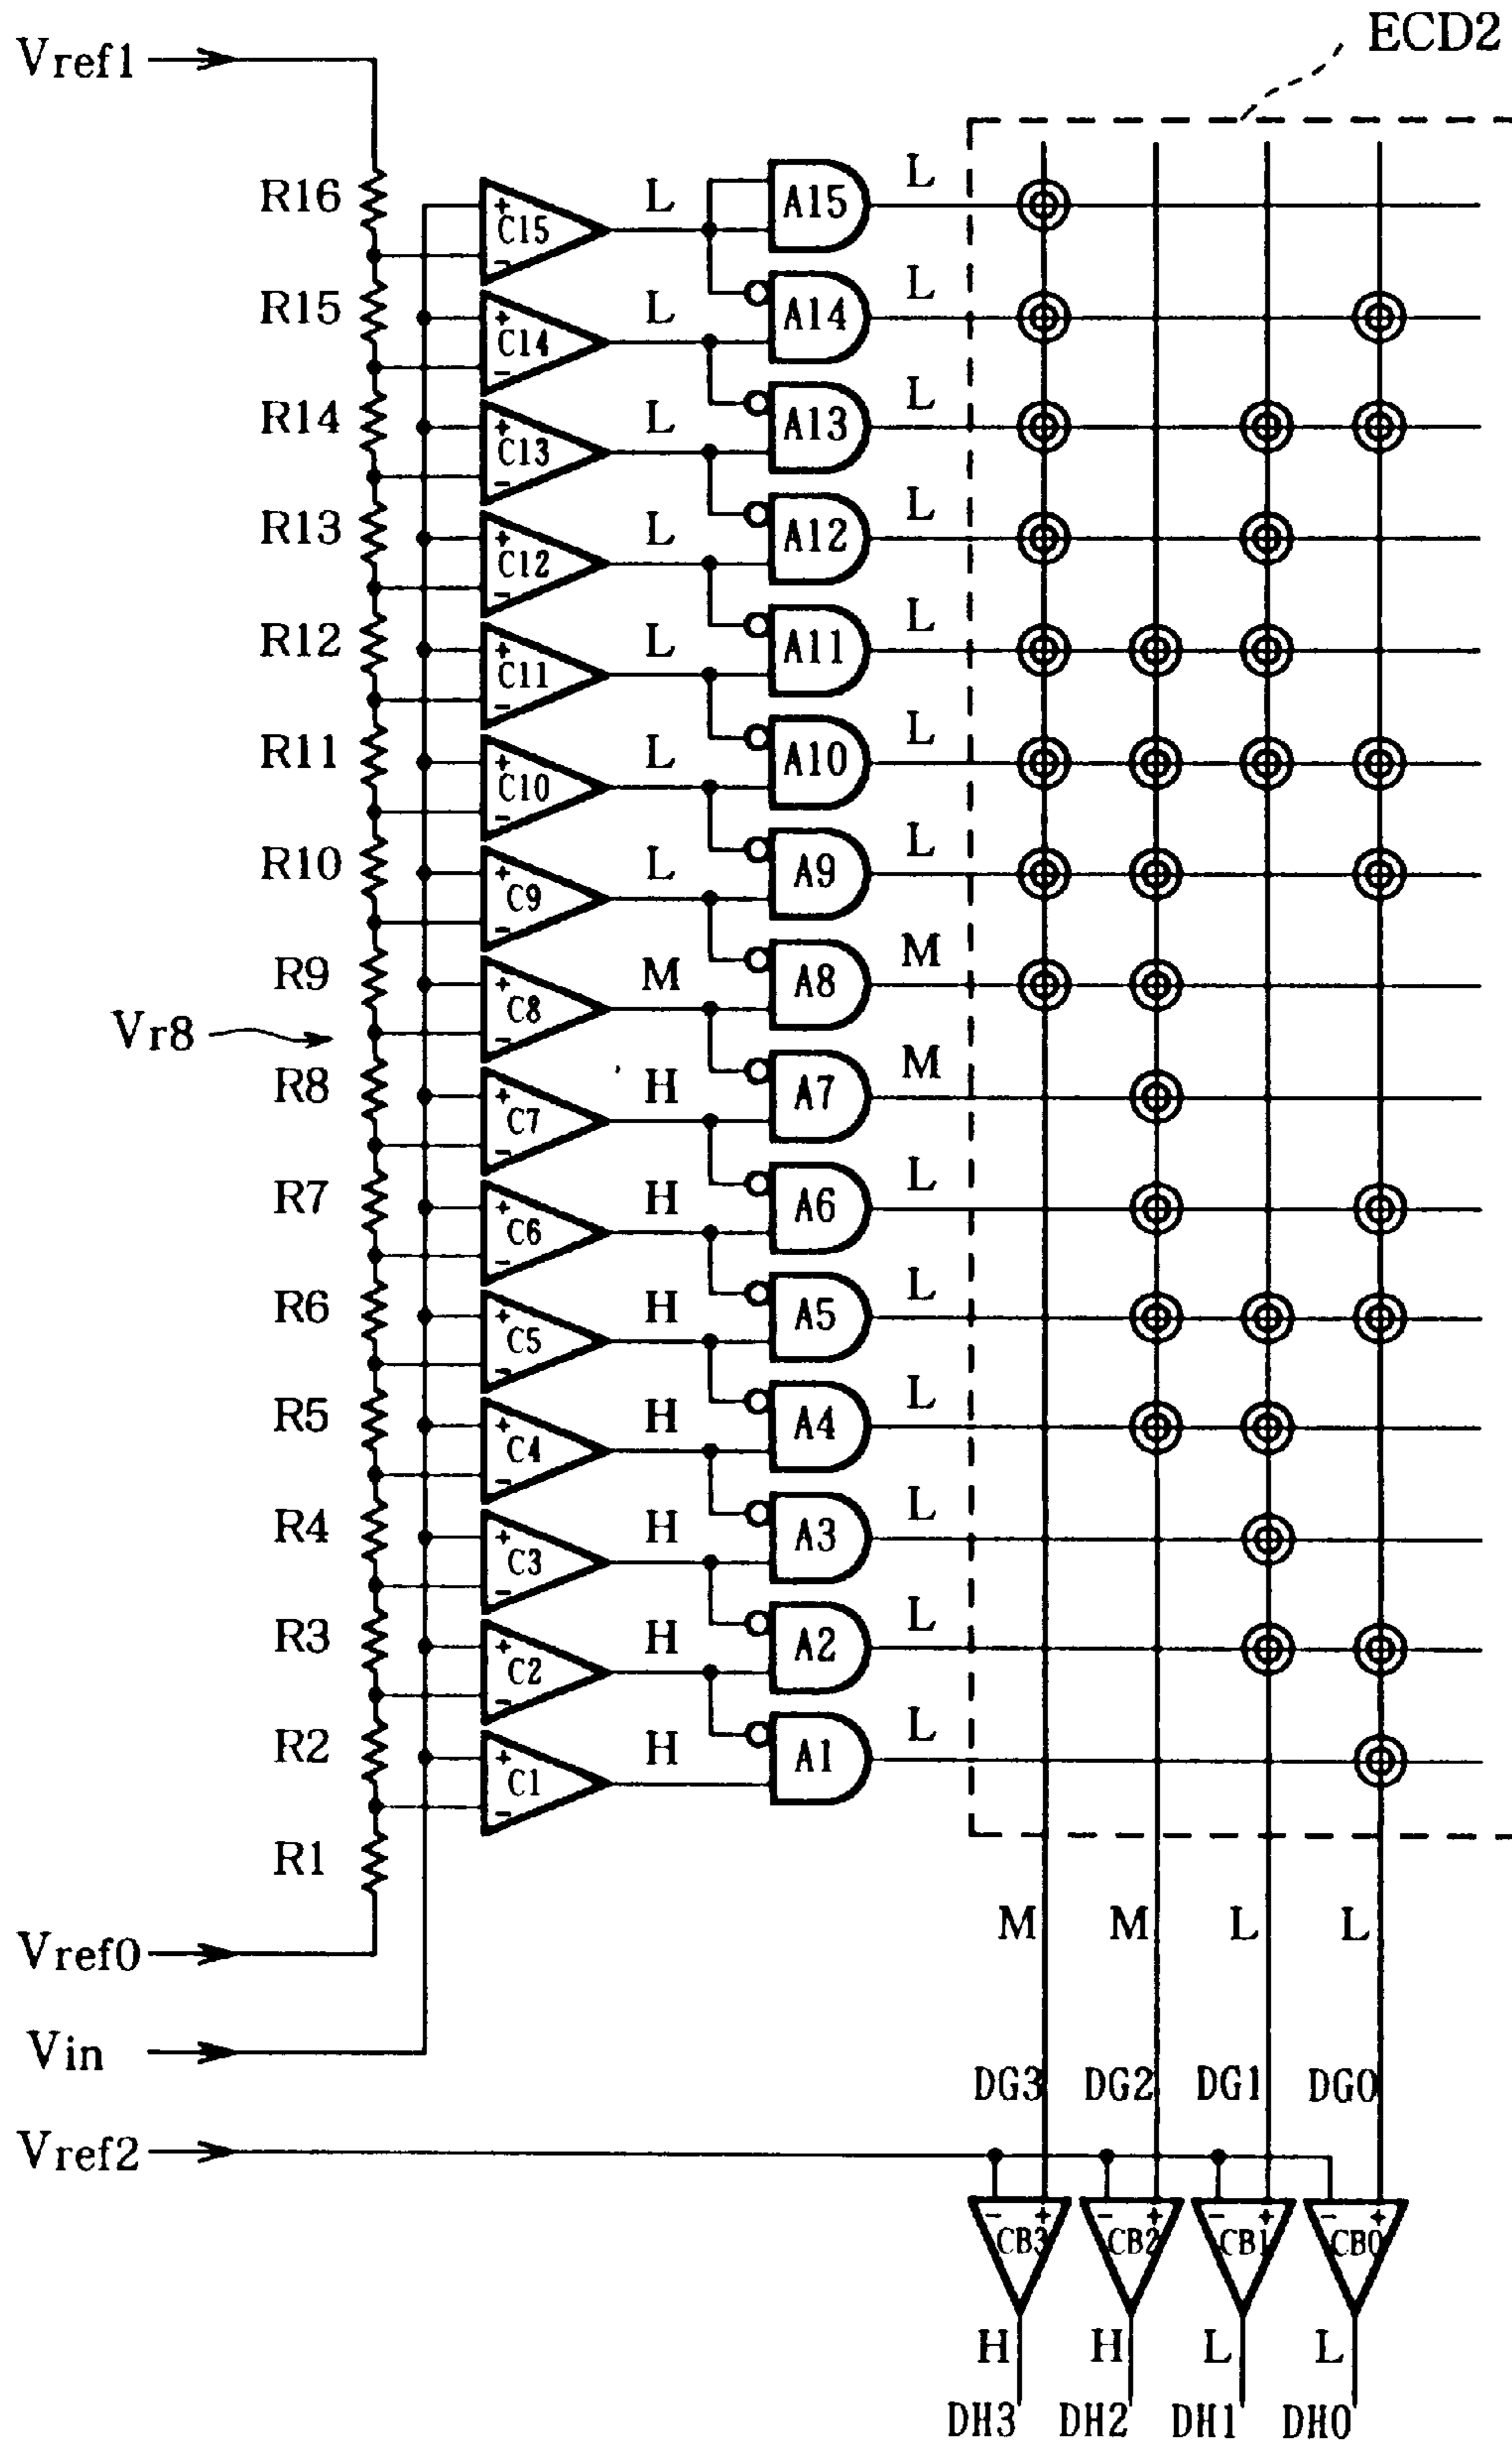 ECD2
Vref1
R16 + C15 - L A15 L
R15 + C14 - L A14 L
R14 + C13 - L A13 L
R13 + C12 - L A12 L
R12 + C11 - L A11 L
R11 + C10 - L A10 L
R10 + C9 - L A9 L
R9 + C8 - M A8 M
Vr8
R8 + C7 - H A7 M
R7 + C6 - H A6 L
R6 + C5 - H A5 L
R5 + C4 - H A4 L
R4 + C3 - H A3 L
R3 + C2 - H A2 L
R2 + C1 - H A1 L
R1
M M L L
Vref0
Vin
DG3 DG2 DG1 DG0
Vref2
- + - + - + - +
CB3 CB2 CB1 CB0
H H L L
DH3 DH2 DH1 DH0